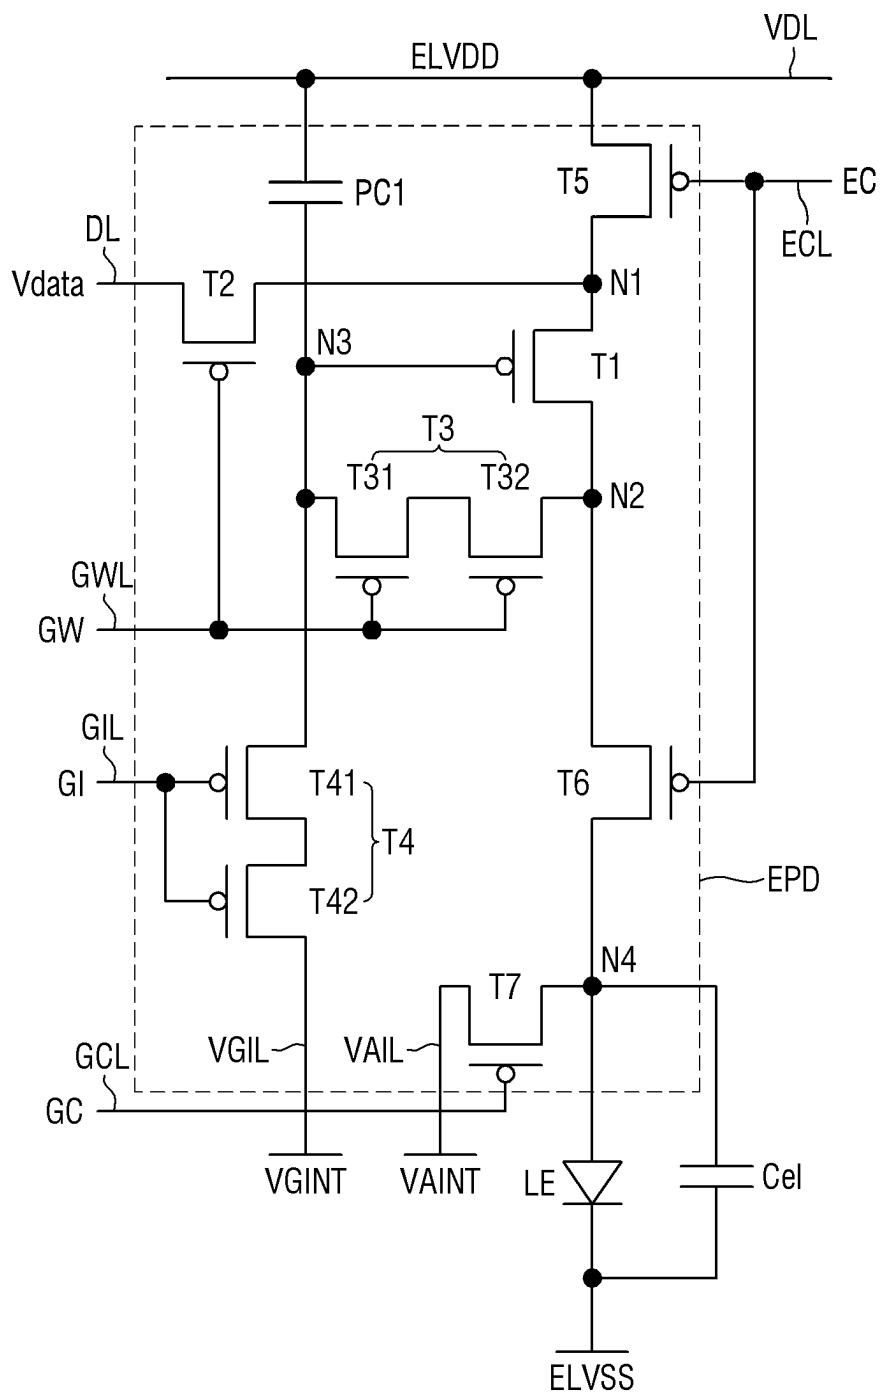 VDL
ELVDD
T5
PC1
EC
ECL
DL
Vdata
T2
N1
N3
T1
T3
T31
T32
N2
GWL
GW
GIL
GI
T41
T4
T42
T6
EPD
N4
T7
VGIL
VAIL
GCL
GC
VGINT
VAINT
LE
Cel
ELVSS